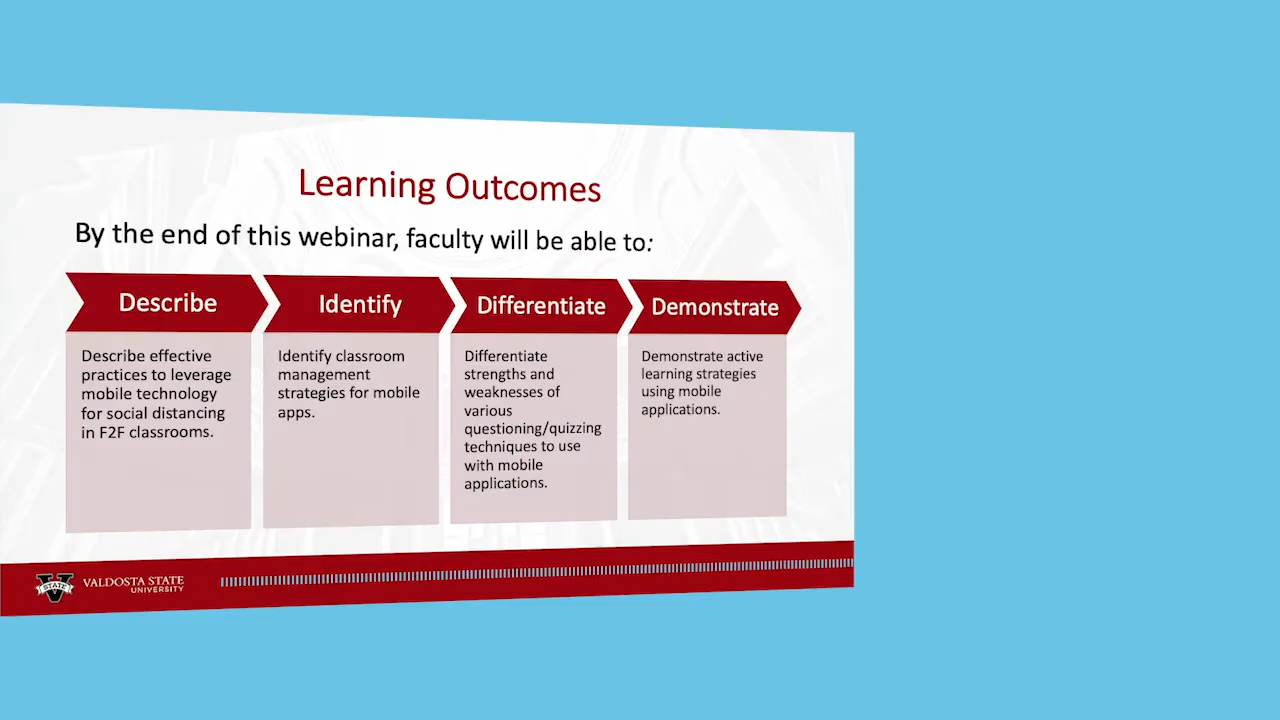 Learning Outcomes
By the end of this webinar, faculty will be able to:
Describe
Describe effective
practices to leverage
mobile technology
for social distancing
in F2F classrooms.
Identify
Identify classroom
management
strategies for mobile
apps.
Differentiate
Differentiate
strengths and
weaknesses of
various
questioning/quizzing
techniques to use
with mobile
applications.
Demonstrate
Demonstrate active
learning strategies
using mobile
applications.
V
STATE
VALDOSTA STATE
UNIVERSITY